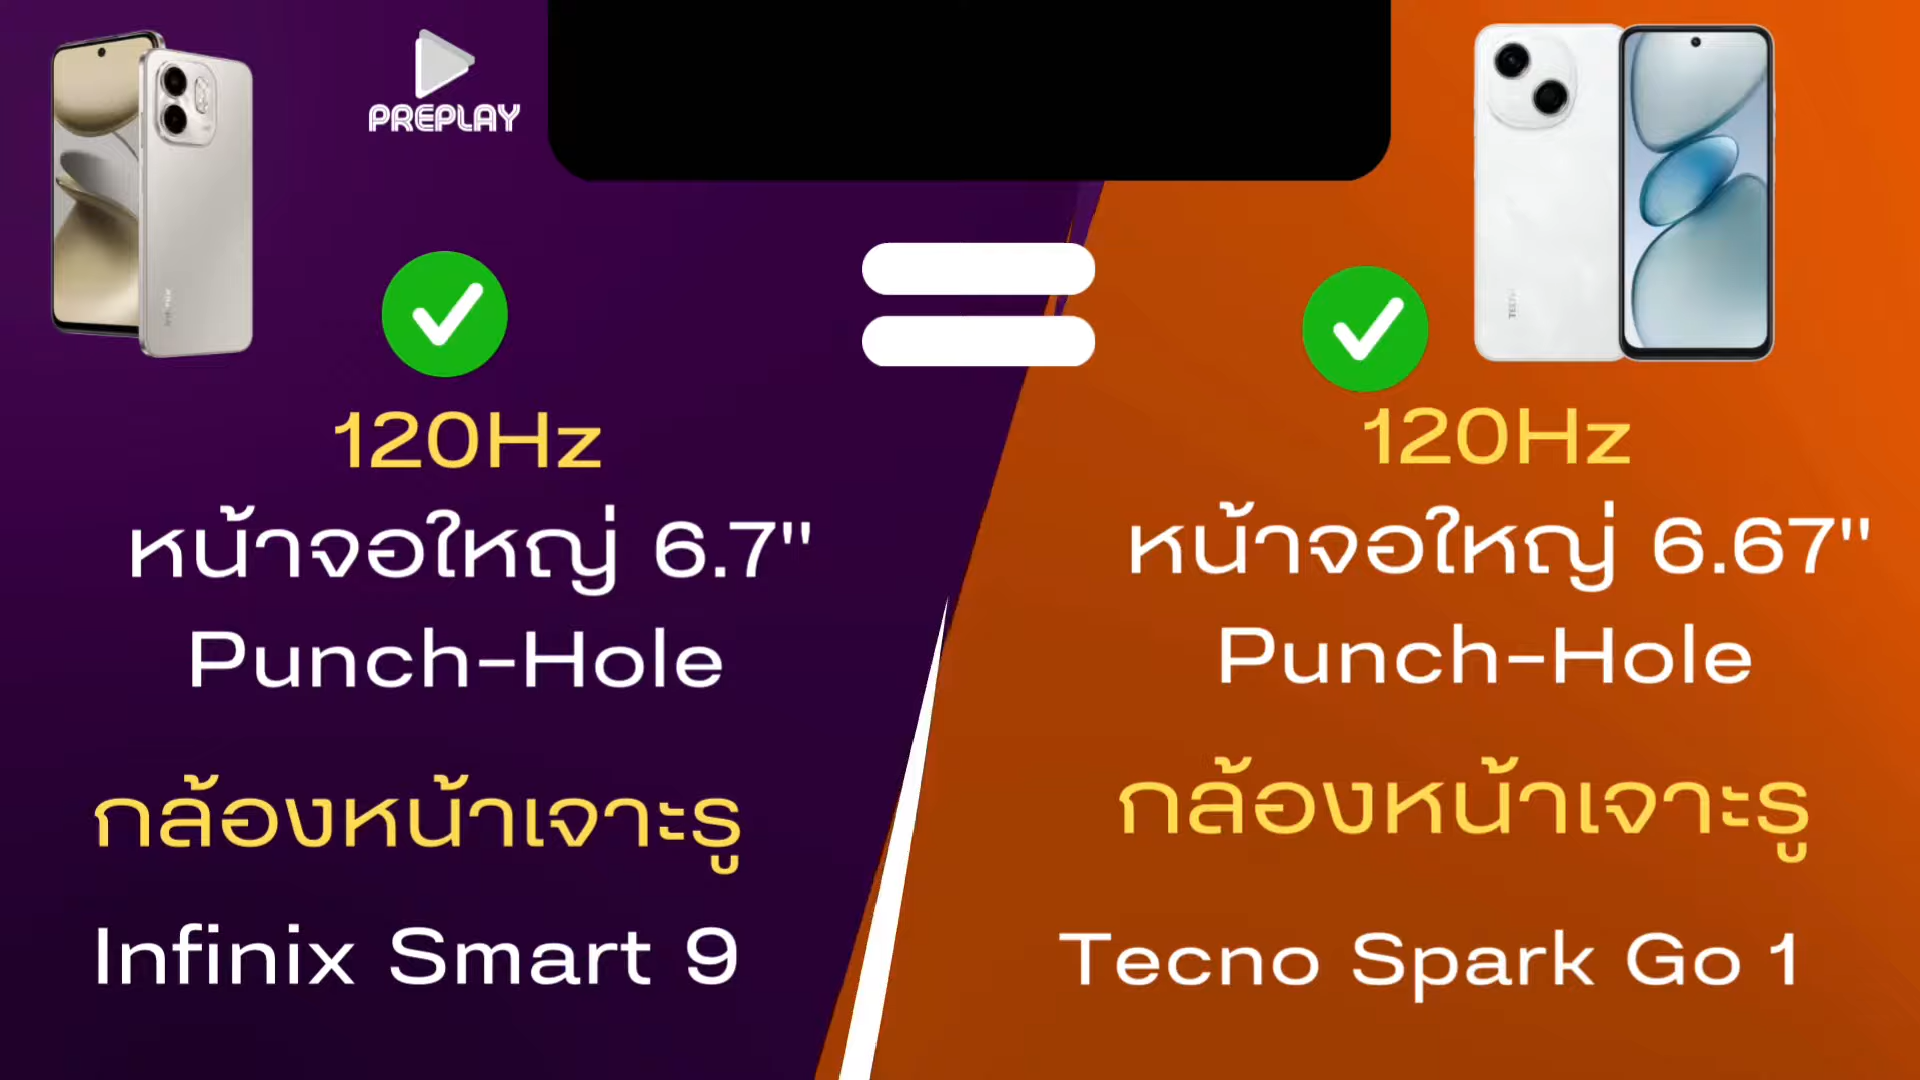 PREPLAY
120Hz
หน้าจอใหญ่ 6.7"
Punch-Hole
กล้องหน้าเจาะรู
Infinix Smart 9
120Hz
หน้าจอใหญ่ 6.67"
Punch-Hole
กล้องหน้าเจาะรู
Tecno Spark Go 1